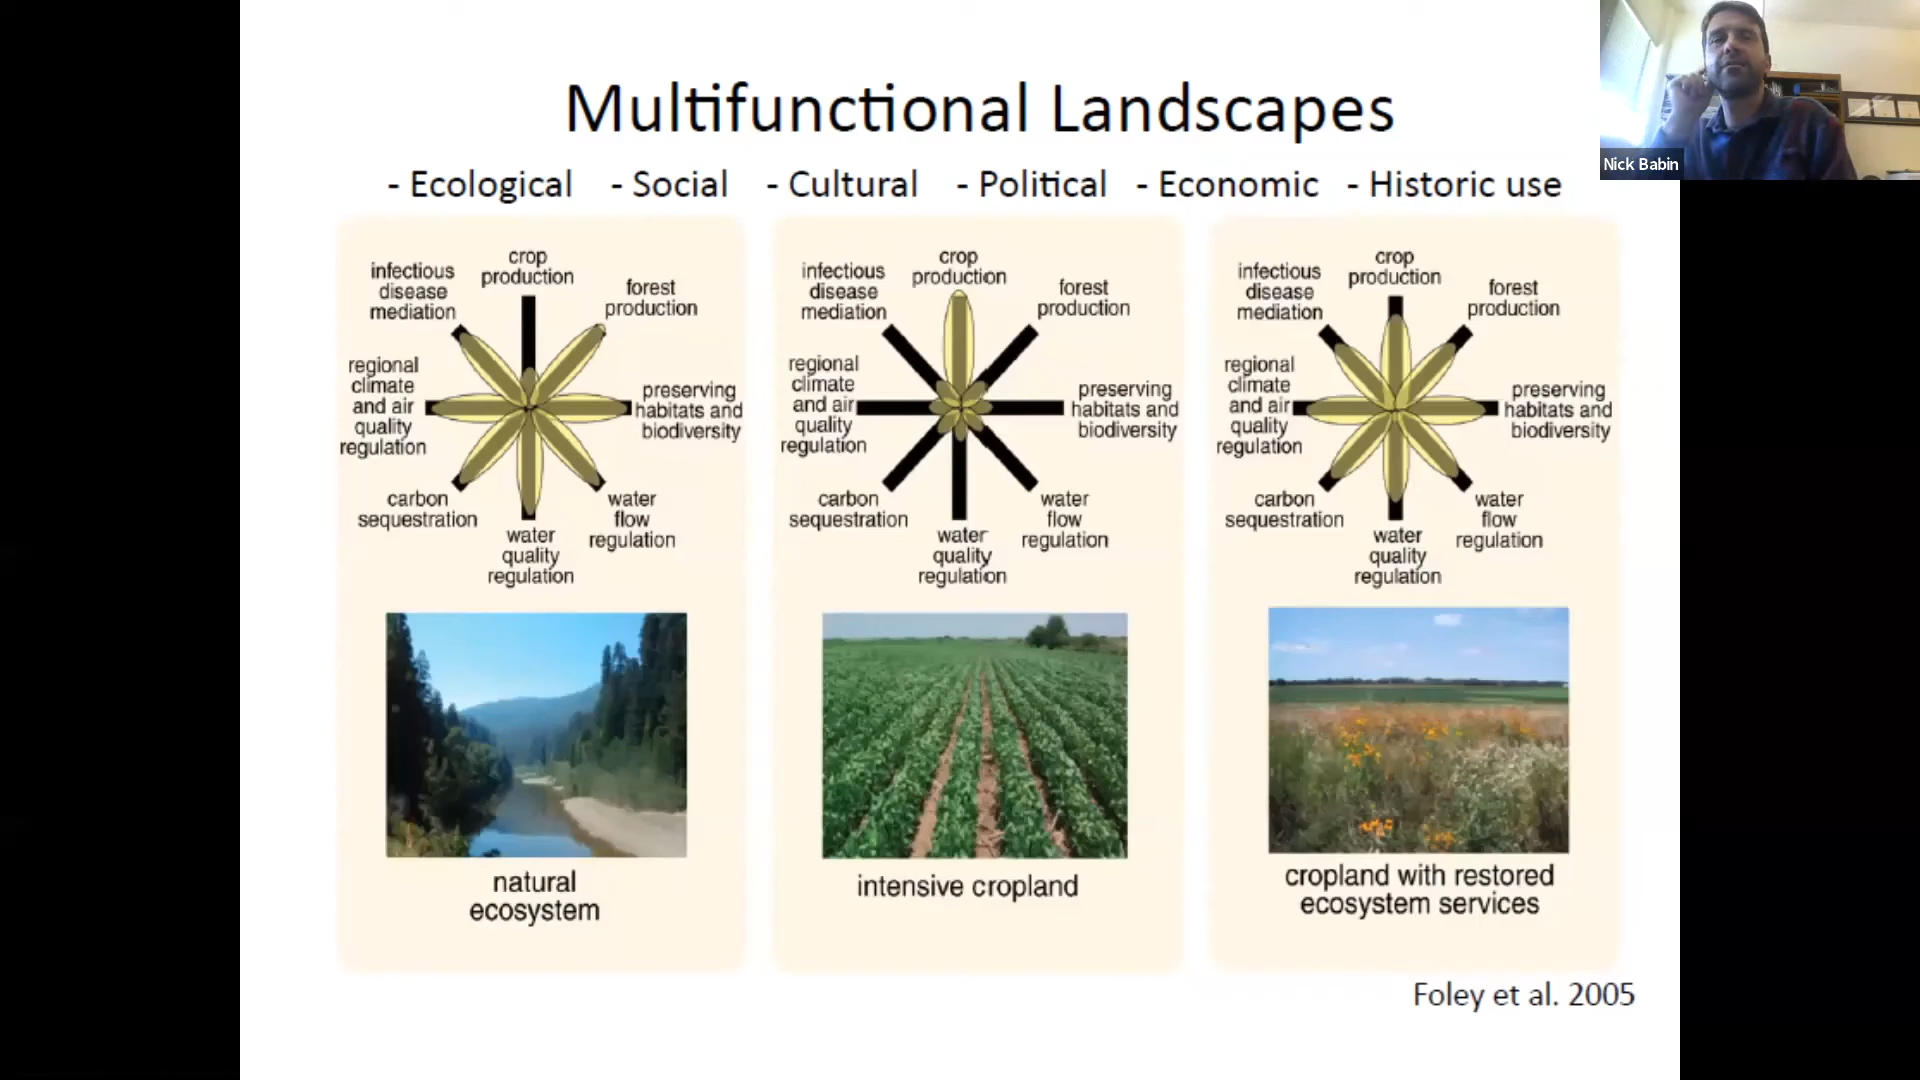 Multifunctional Landscapes
Nick Babin
- Ecological - Social - Cultural - Political - Economic - Historic use
crop
production
infectious
disease
mediation
forest
production
regional
climate
and air
quality
regulation
preserving
habitats and
biodiversity
carbon
sequestration
water
flow
regulation
water
quality
regulation
natural
ecosystem
crop
production
infectious
disease
mediation
forest
production
regional
climate
and air
quality
regulation
preserving
habitats and
biodiversity
carbon
sequestration
water
flow
regulation
water
quality
regulation
intensive cropland
crop
production
infectious
disease
mediation
forest
production
regional
climate
and air
quality
regulation
preserving
habitats and
biodiversity
carbon
sequestration
water
flow
regulation
water
quality
regulation
cropland with restored
ecosystem services
Foley et al. 2005